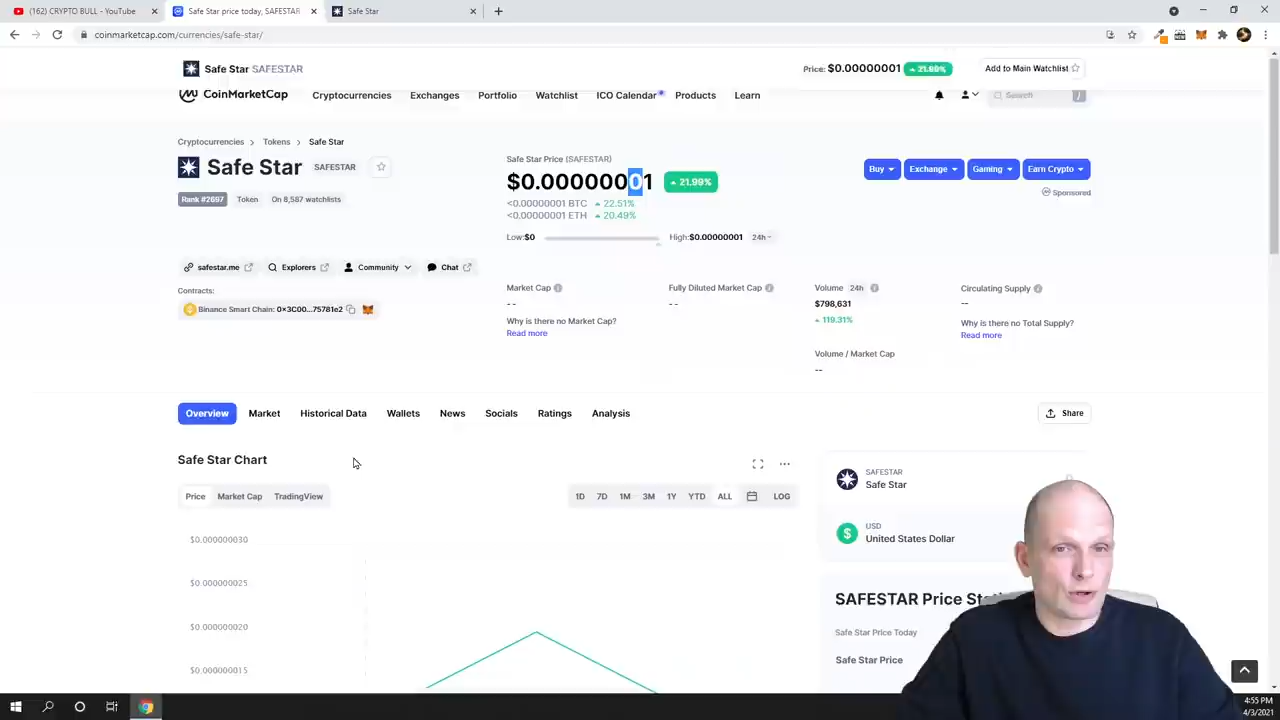 (162) CRYPTO BULL - YouTube
Safe Star price today, SAFESTAR
Safe Star
coinmarketcap.com/currencies/safe-star/
Safe Star SAFESTAR
Price: $0.00000001 21.99%
Add to Main Watchlist
CoinMarketCap
Cryptocurrencies Exchanges Portfolio Watchlist ICO Calendar Products Learn
Search /
Cryptocurrencies > Tokens > Safe Star
Safe Star SAFESTAR
Rank #2697 Token On 8,587 watchlists
Safe Star Price (SAFESTAR)
$0.00000001 21.99%
<0.00000001 BTC 22.51%
<0.00000001 ETH 20.49%
Low:$0 High:$0.00000001 24h
Buy Exchange Gaming Earn Crypto
Sponsored
safestar.me Explorers Community Chat
Contracts:
Binance Smart Chain: 0x3C00...75781e2
Market Cap
- -
Why is there no Market Cap?
Read more
Fully Diluted Market Cap
- -
Volume 24h
$798,631
119.31%
Volume / Market Cap
--
Circulating Supply
--
Why is there no Total Supply?
Read more
Overview Market Historical Data Wallets News Socials Ratings Analysis
Share
Safe Star Chart
Price Market Cap TradingView
1D 7D 1M 3M 1Y YTD ALL LOG
$0.000000030
$0.000000025
$0.000000020
$0.000000015
SAFESTAR
Safe Star
USD
United States Dollar
SAFESTAR Price
Safe Star Price Today
Safe Star Price
4:55 PM
4/3/2021